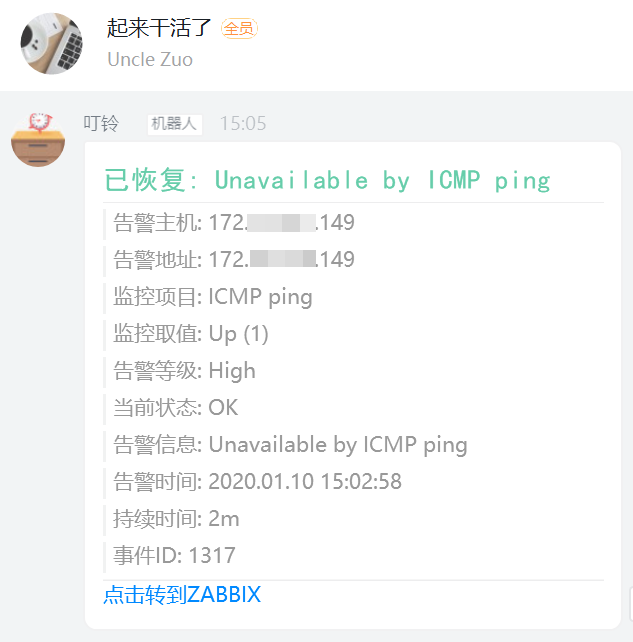 起来干活了 全员
Uncle Zuo
叮铃 机器人 15:05
已恢复: Unavailable by ICMP ping
告警主机: 172. .149
告警地址: 172. .149
监控项目: ICMP ping
监控取值: Up (1)
告警等级: High
当前状态: OK
告警信息: Unavailable by ICMP ping
告警时间: 2020.01.10 15:02:58
持续时间: 2m
事件ID: 1317
点击转到ZABBIX